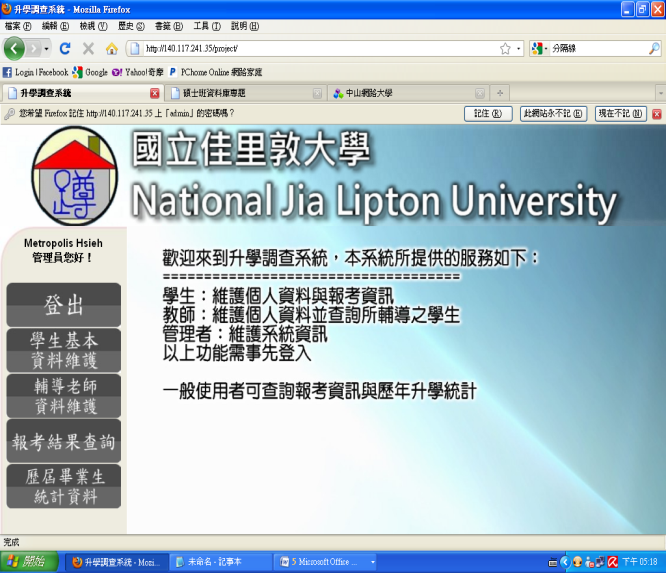 升學調查系統 - Mozilla Firefox
檔案(F) 編輯(E) 檢視(V) 歷史(S) 書籤(B) 工具(T) 說明(H)
http://140.117.241.35/project/
分隔線
Login | Facebook Google Yahoo!奇摩 PChome Online 網路家庭
升學調查系統 碩士班資料庫專題 中山網路大學
您希望 Firefox 記住 http://140.117.241.35 上「admin」的密碼嗎？ 記住(R) 此網站永不記(E) 現在不記(N)
國立佳里敦大學
National Jia Lipton University
Metropolis Hsieh
管理員您好！
登出
學生基本
資料維護
輔導老師
資料維護
報考結果查詢
歷屆畢業生
統計資料
歡迎來到升學調查系統，本系統所提供的服務如下：
====================================
學生：維護個人資料與報考資訊
教師：維護個人資料並查詢所輔導之學生
管理者：維護系統資訊
以上功能需事先登入
一般使用者可查詢報考資訊與歷年升學統計
完成
開始 升學調查系統 - Mozi... 未命名 - 記事本 5 Microsoft Office ... 下午 05:18